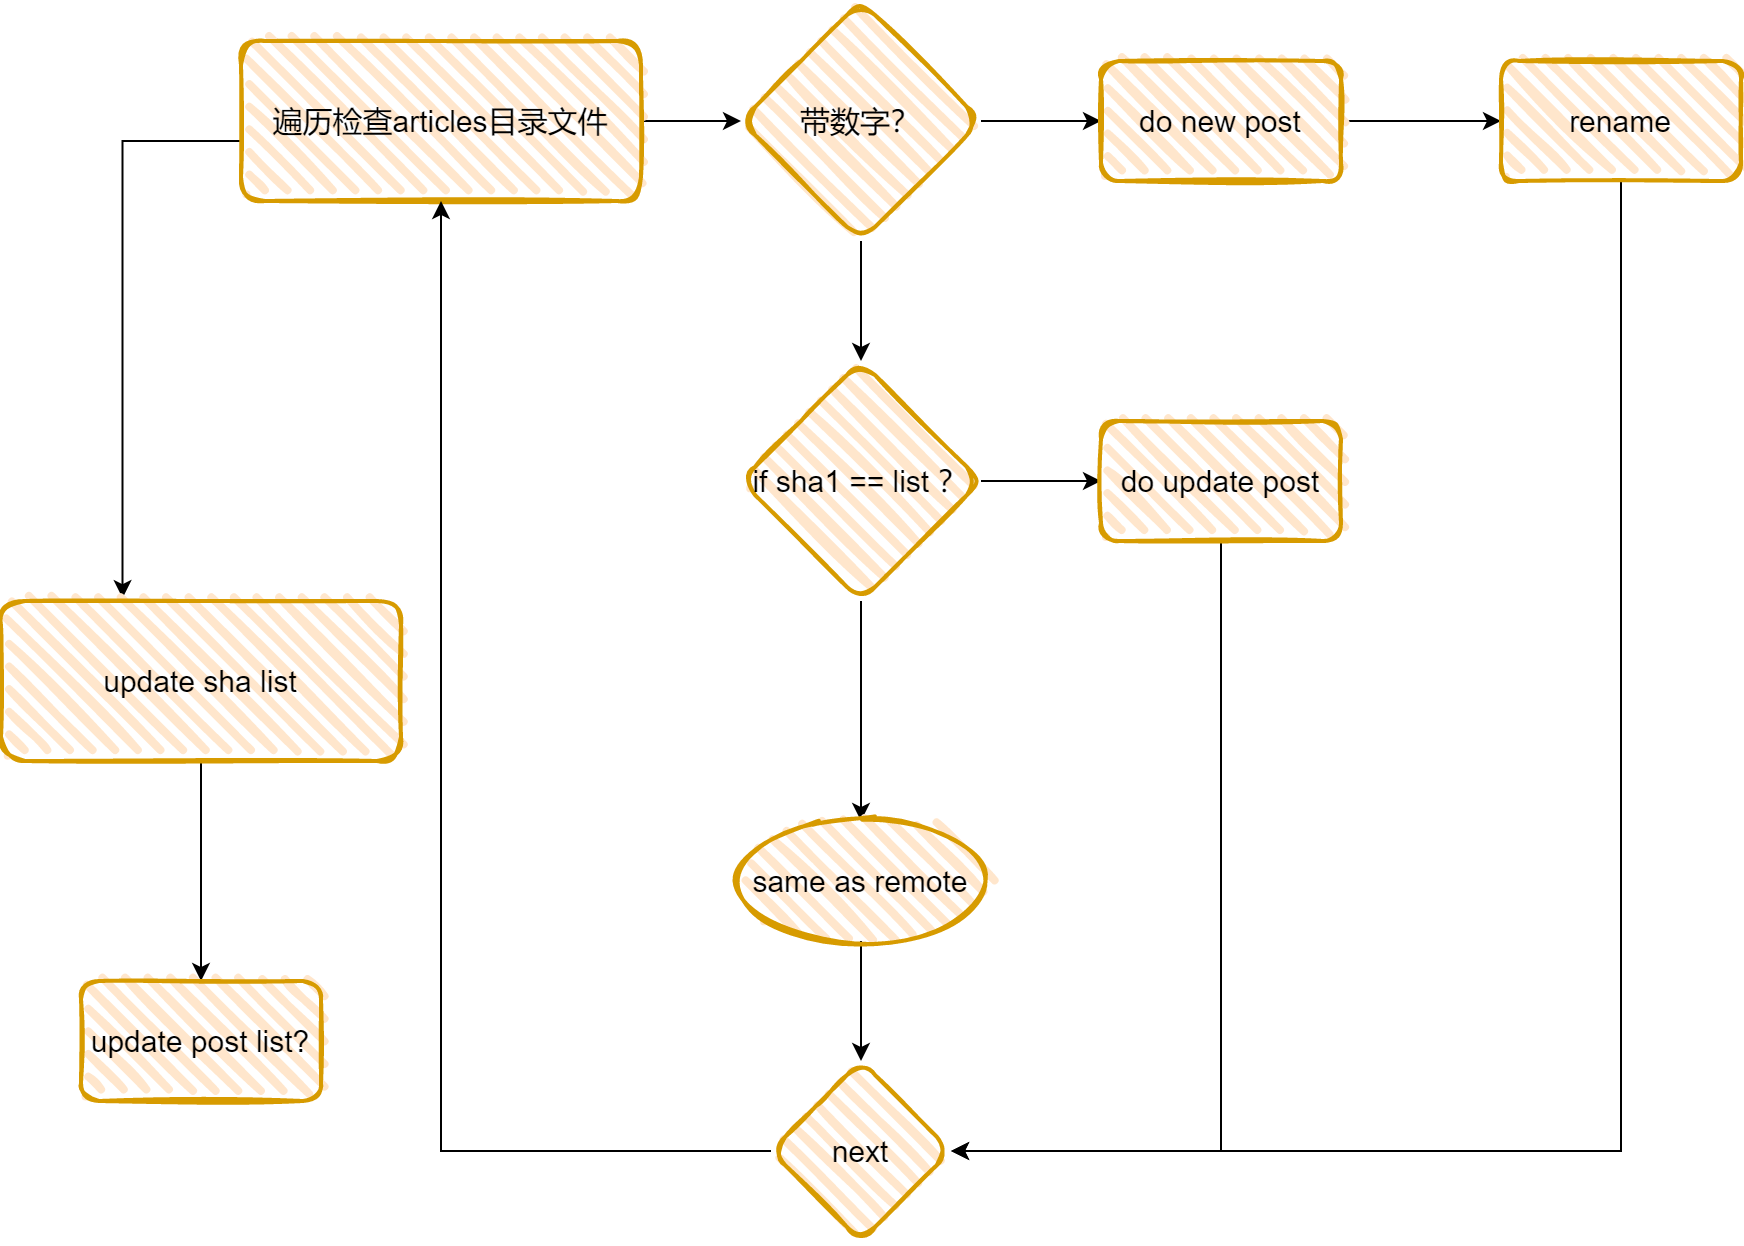 遍历检查articles目录文件
带数字?
do new post
rename
if sha1 == list ?
do update post
update sha list
same as remote
update post list?
next